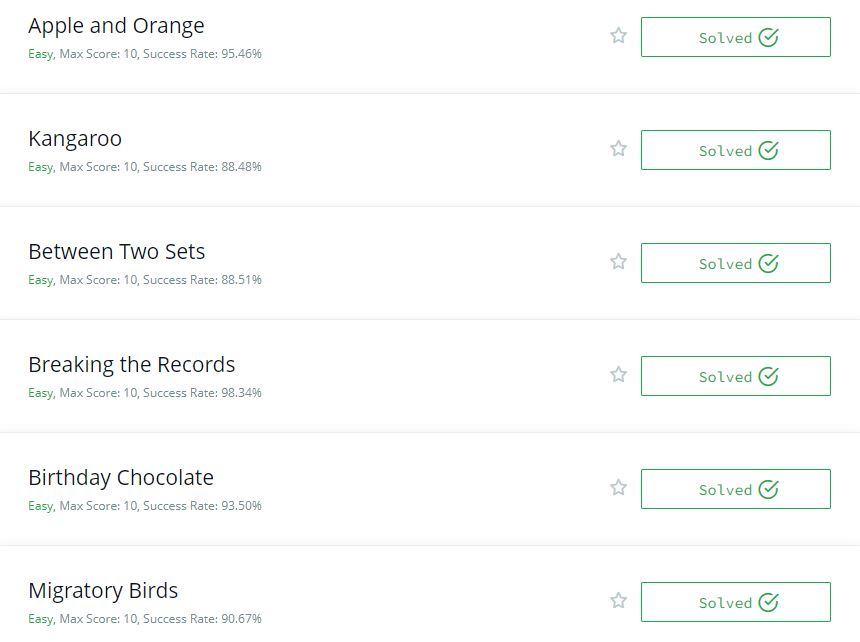 Apple and Orange
Easy, Max Score: 10, Success Rate: 95.46%
Solved
Kangaroo
Easy, Max Score: 10, Success Rate: 88.48%
Solved
Between Two Sets
Easy, Max Score: 10, Success Rate: 88.51%
Solved
Breaking the Records
Easy, Max Score: 10, Success Rate: 98.34%
Solved
Birthday Chocolate
Easy, Max Score: 10, Success Rate: 93.50%
Solved
Migratory Birds
Easy, Max Score: 10, Success Rate: 90.67%
Solved